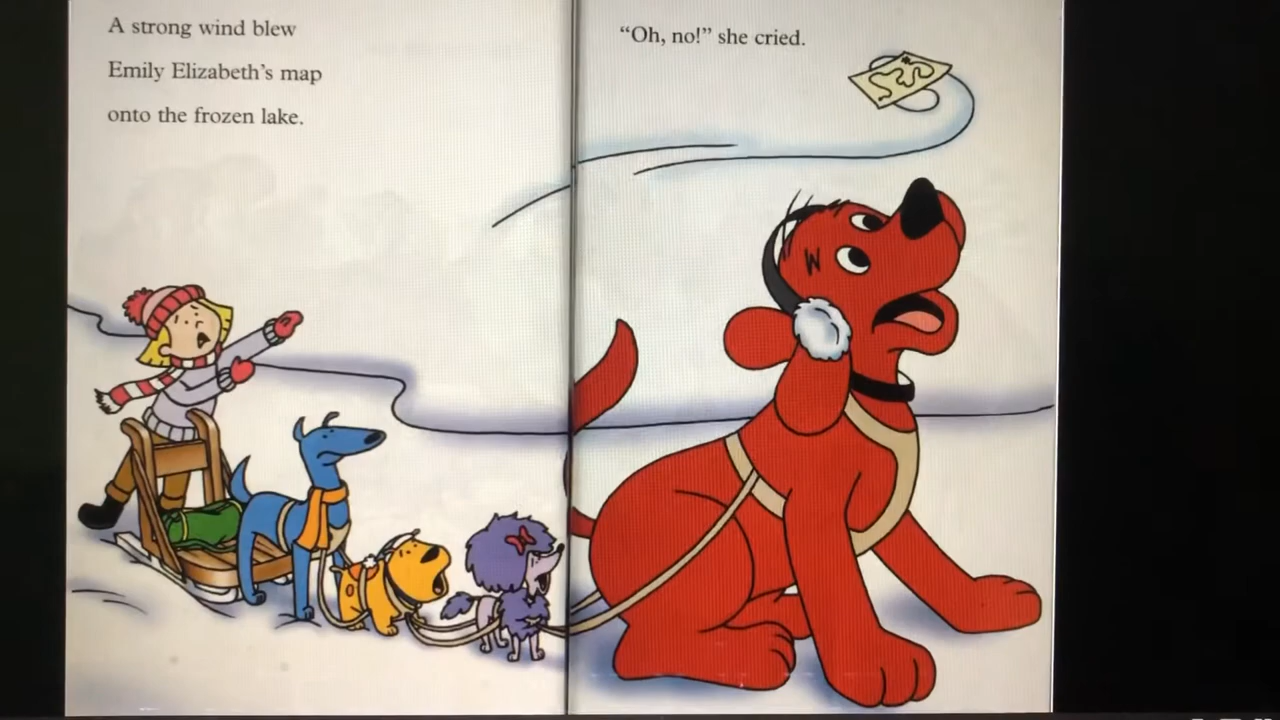 A strong wind blew
Emily Elizabeth's map
onto the frozen lake.
"Oh, no!" she cried.